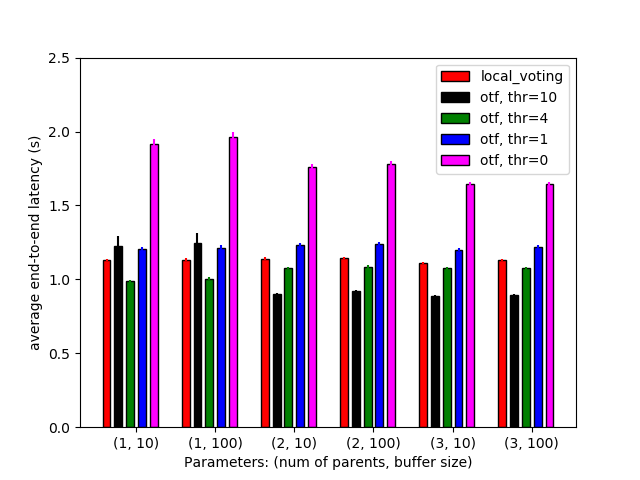 2.5
2.0
1.5
1.0
0.5
0.0
average end-to-end latency (s)
local_voting
otf, thr=10
otf, thr=4
otf, thr=1
otf, thr=0
(1, 10) (1, 100) (2, 10) (2, 100) (3, 10) (3, 100)
Parameters: (num of parents, buffer size)